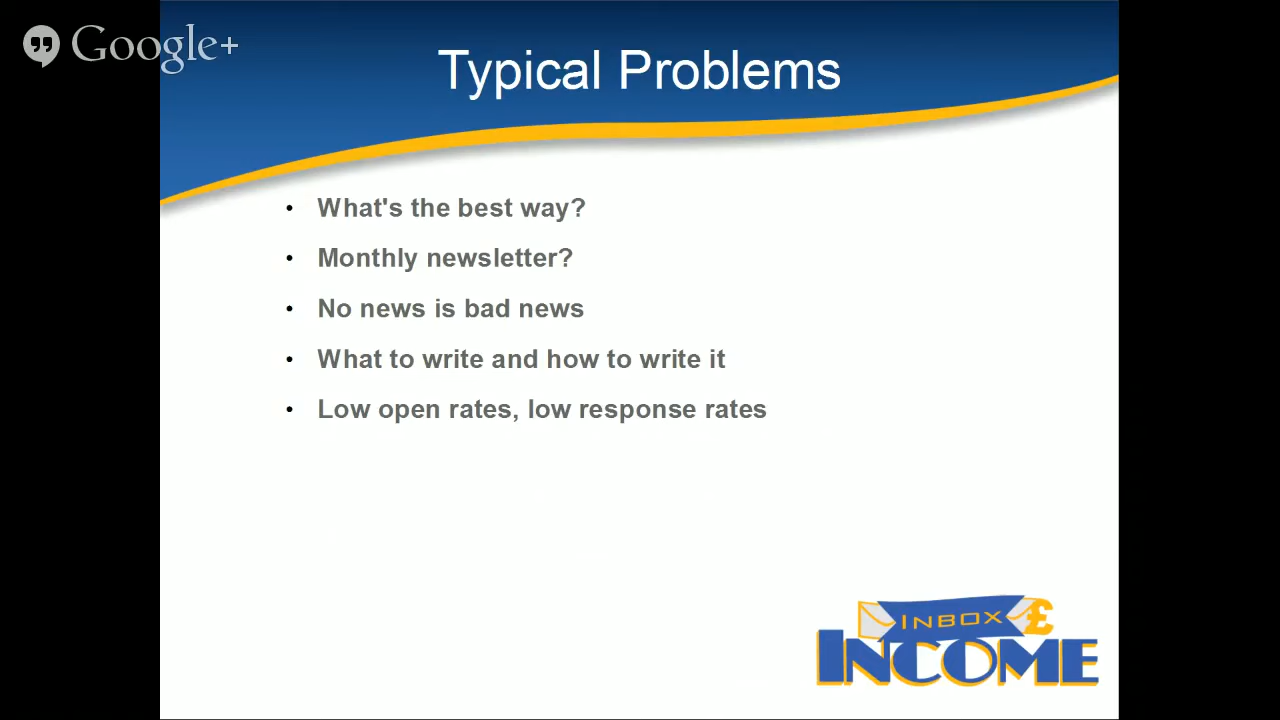 Google+
Typical Problems
What's the best way?
Monthly newsletter?
No news is bad news
What to write and how to write it
Low open rates, low response rates
INBOX £
INCOME